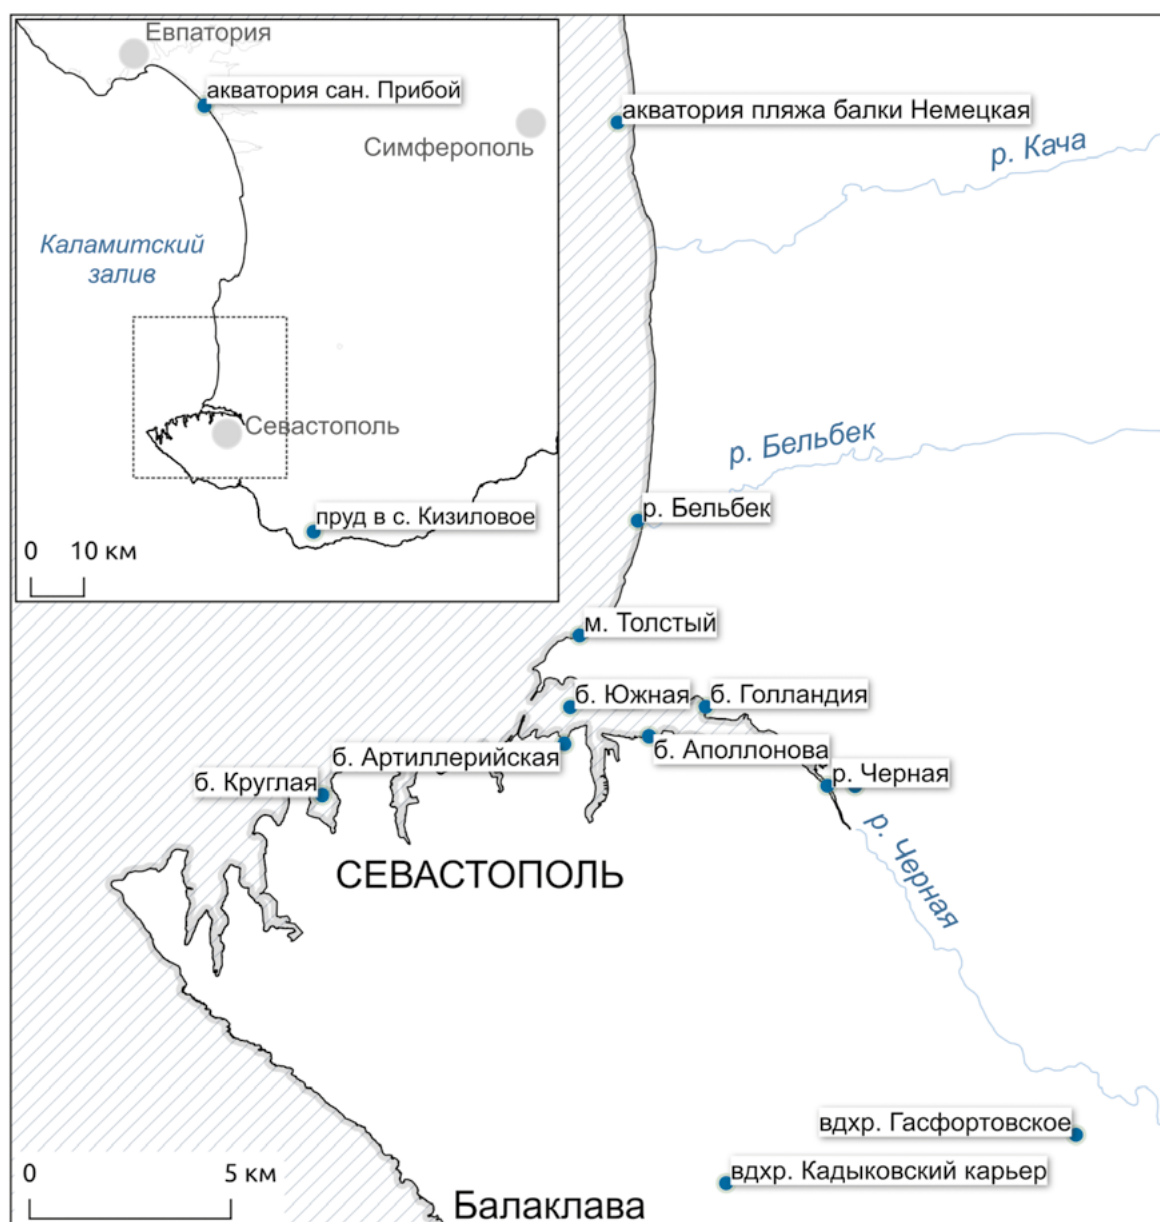 Евпатория
акватория сан. Прибой
Симферополь
Каламитский
залив
Севастополь
пруд в с. Кизиловое
0 10 км
акватория пляжа балки Немецкая
р. Кача
р. Бельбек
р. Бельбек
м. Толстый
б. Южная
б. Голландия
б. Артиллерийская
б. Аполлонова
б. Круглая
р. Черная
СЕВАСТОПОЛЬ
р. Черная
вдхр. Гасфортовское
вдхр. Кадыковский карьер
0 5 км
Балаклава